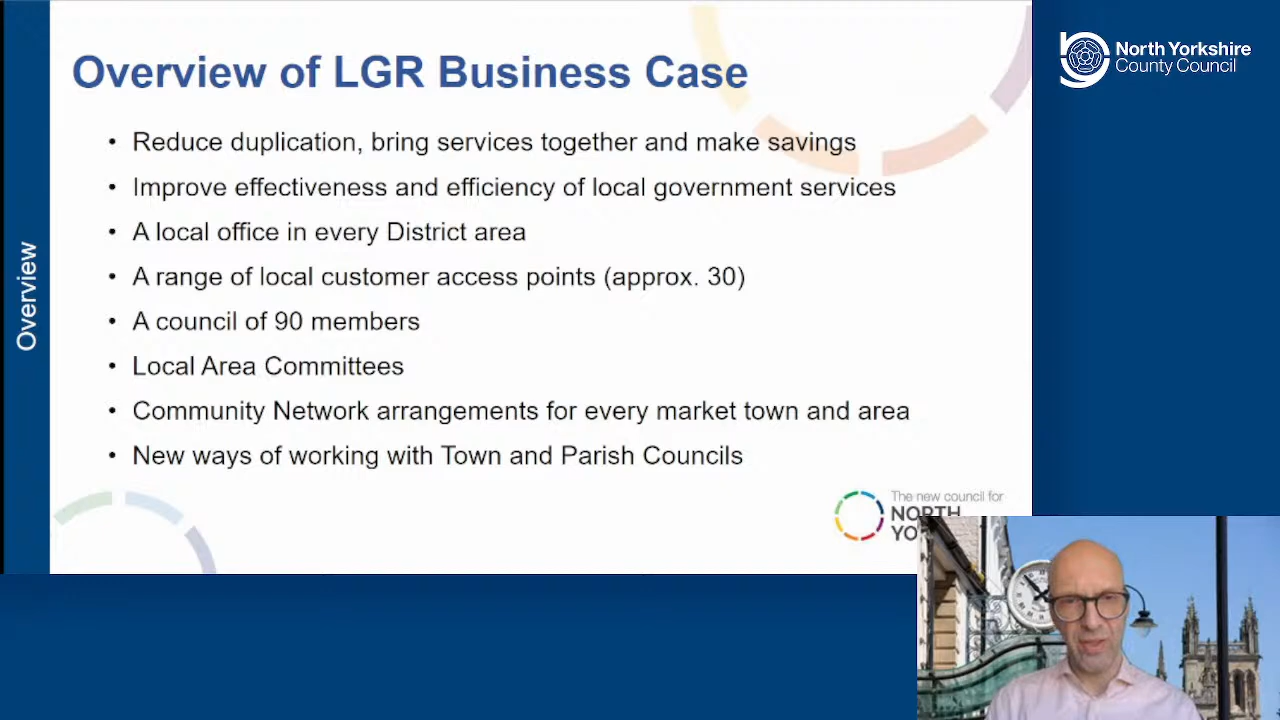 Overview of LGR Business Case
North Yorkshire
County Council
• Reduce duplication, bring services together and make savings
• Improve effectiveness and efficiency of local government services
• A local office in every District area
• A range of local customer access points (approx. 30)
• A council of 90 members
• Local Area Committees
• Community Network arrangements for every market town and area
• New ways of working with Town and Parish Councils
Overview
The new council for
NORTH
YO